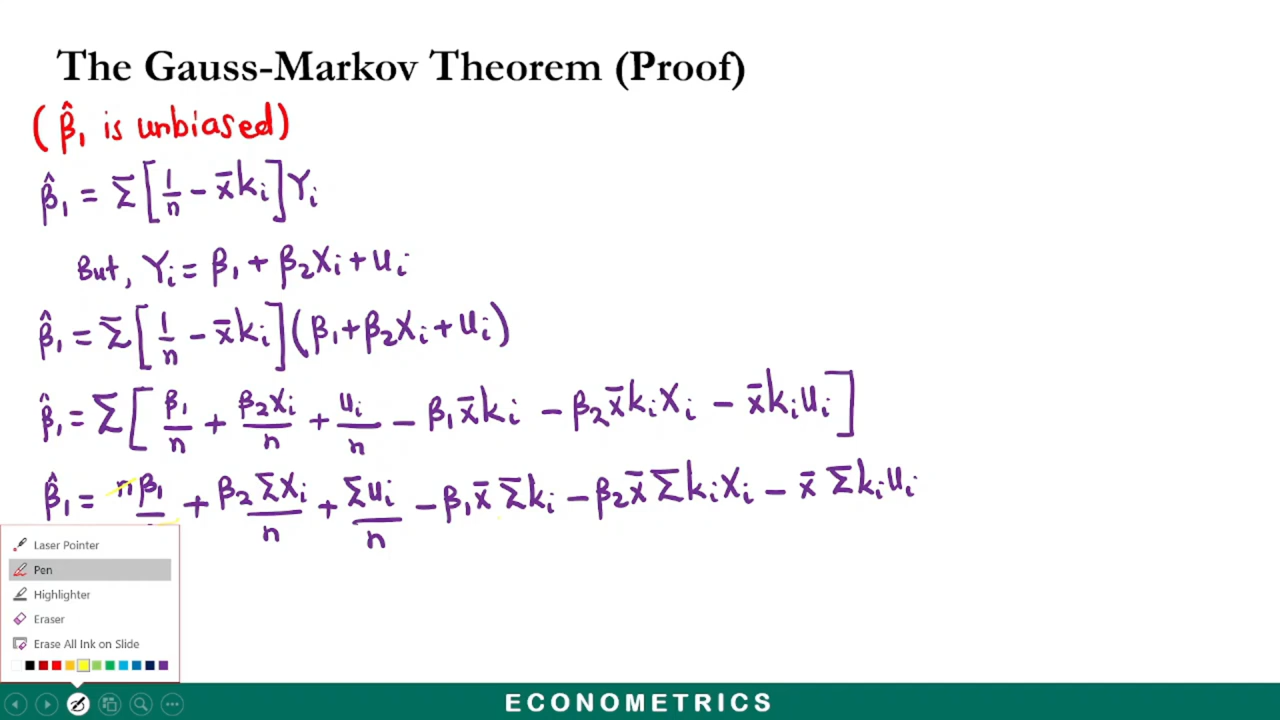 The Gauss-Markov Theorem (Proof)
(β̂₁ is unbiased)
β̂₁ = Σ[1/n − x̄kᵢ]Yᵢ
But, Yᵢ = β₁ + β₂Xᵢ + uᵢ
β̂₁ = Σ[1/n − x̄kᵢ](β₁ + β₂Xᵢ + uᵢ)
β̂₁ = Σ[β₁/n + β₂Xᵢ/n + uᵢ/n − β₁x̄kᵢ − β₂x̄kᵢXᵢ − x̄kᵢuᵢ]
β̂₁ = nβ₁/ + β₂ΣXᵢ/n + Σuᵢ/n − β₁x̄Σkᵢ − β₂x̄ΣkᵢXᵢ − x̄Σkᵢuᵢ
Laser Pointer
Pen
Highlighter
Eraser
Erase All Ink on Slide
ECONOMETRICS